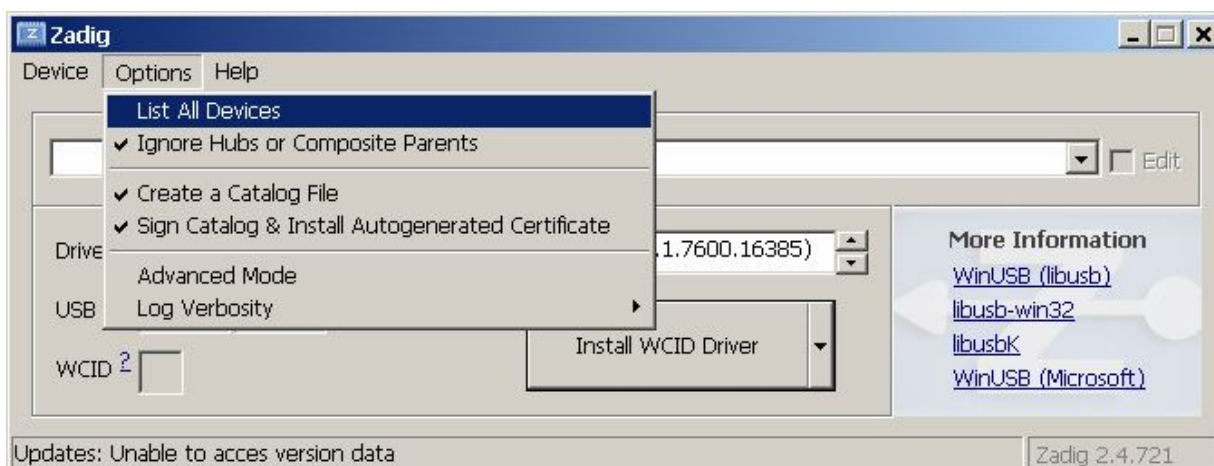 Zadig
Device Options Help
List All Devices
Ignore Hubs or Composite Parents
Edit
Create a Catalog File
Sign Catalog & Install Autogenerated Certificate
Advanced Mode
Log Verbosity
.1.7600.16385)
USB
Install WCID Driver
WCID ?
More Information
WinUSB (libusb)
libusb-win32
libusbK
WinUSB (Microsoft)
Updates: Unable to acces version data
Zadig 2.4.721